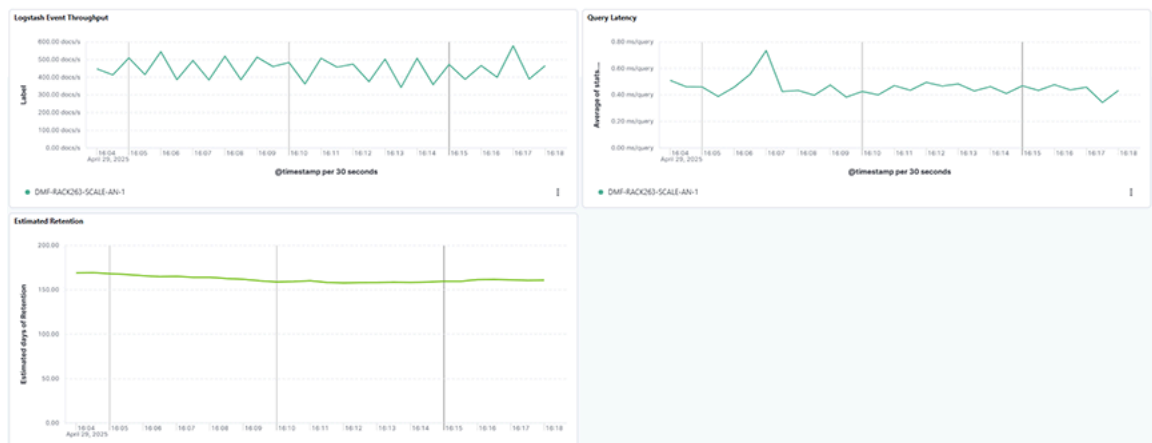 Logstash Event Throughput
600.00 docs/s
500.00 docs/s
400.00 docs/s
300.00 docs/s
200.00 docs/s
100.00 docs/s
0.00 docs/s
Label
16:04 16:05 16:06 16:07 16:08 16:09 16:10 16:11 16:12 16:13 16:14 16:15 16:16 16:17 16:18
April 29, 2025
@timestamp per 30 seconds
DMF-RACK263-SCALE-AN-1
Query Latency
0.80 ms/query
0.60 ms/query
0.40 ms/query
0.20 ms/query
0.00 ms/query
Average of stats....
16:04 16:05 16:06 16:07 16:08 16:09 16:10 16:11 16:12 16:13 16:14 16:15 16:16 16:17 16:18
April 29, 2025
@timestamp per 30 seconds
DMF-RACK263-SCALE-AN-1
Estimated Retention
200.00
150.00
100.00
50.00
0.00
Estimated days of Retention
16:04 16:05 16:06 16:07 16:08 16:09 16:10 16:11 16:12 16:13 16:14 16:15 16:16 16:17 16:18
April 29, 2025